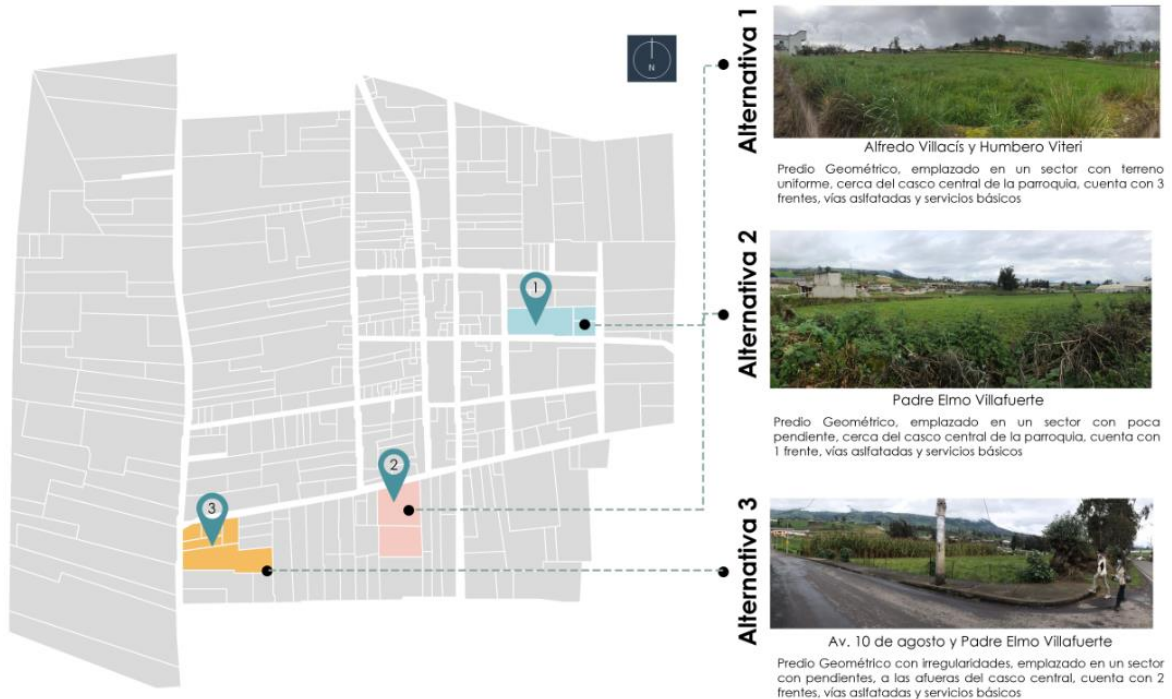 N
1
2
3
Alternativa 1
Alfredo Villacís y Humbero Viteri
Predio Geométrico, emplazado en un sector con terreno
uniforme, cerca del casco central de la parroquia, cuenta con 3
frentes, vías aslfatadas y servicios básicos
Alternativa 2
Padre Elmo Villafuerte
Predio Geométrico, emplazado en un sector con poca
pendiente, cerca del casco central de la parroquia, cuenta con
1 frente, vías aslfatadas y servicios básicos
Alternativa 3
Av. 10 de agosto y Padre Elmo Villafuerte
Predio Geométrico con irregularidades, emplazado en un sector
con pendientes, a las afueras del casco central, cuenta con 2
frentes, vías aslfatadas y servicios básicos